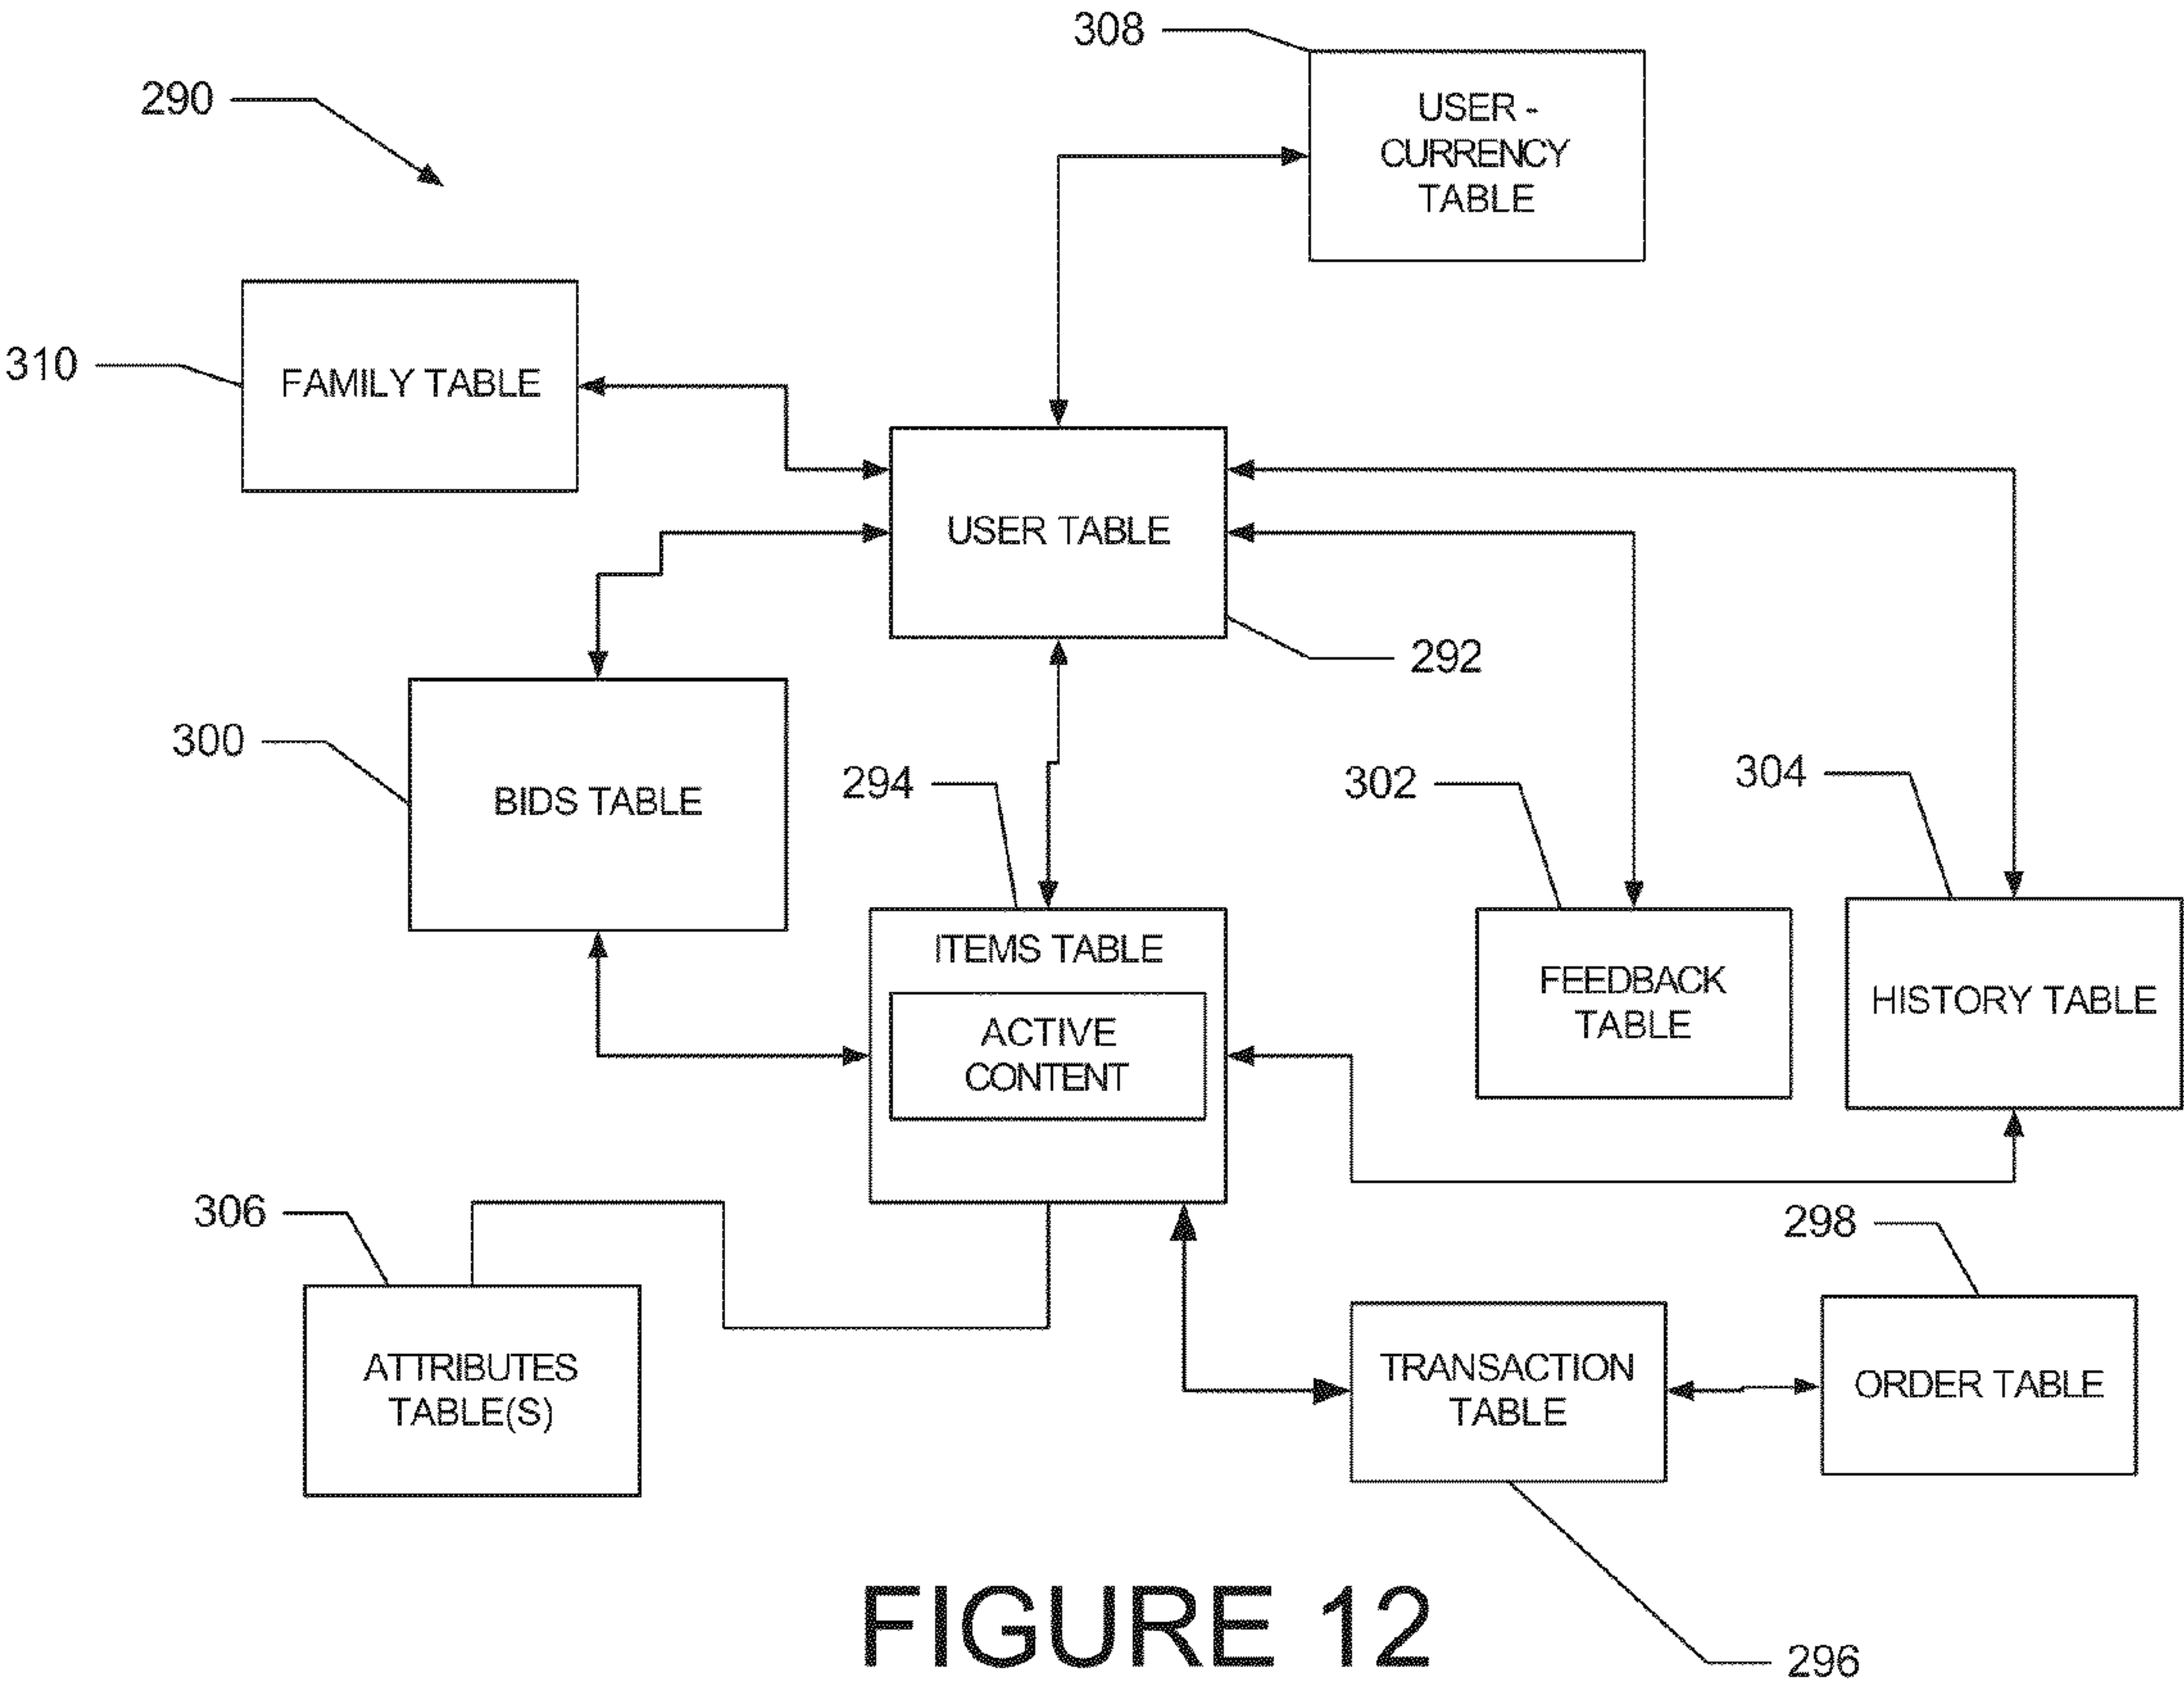 308
USER -
CURRENCY
TABLE
290
310
FAMILY TABLE
USER TABLE
292
300
BIDS TABLE
294
302
304
ITEMS TABLE
ACTIVE
CONTENT
FEEDBACK
TABLE
HISTORY TABLE
306
298
ATTRIBUTES
TABLE(S)
TRANSACTION
TABLE
ORDER TABLE
FIGURE 12
296